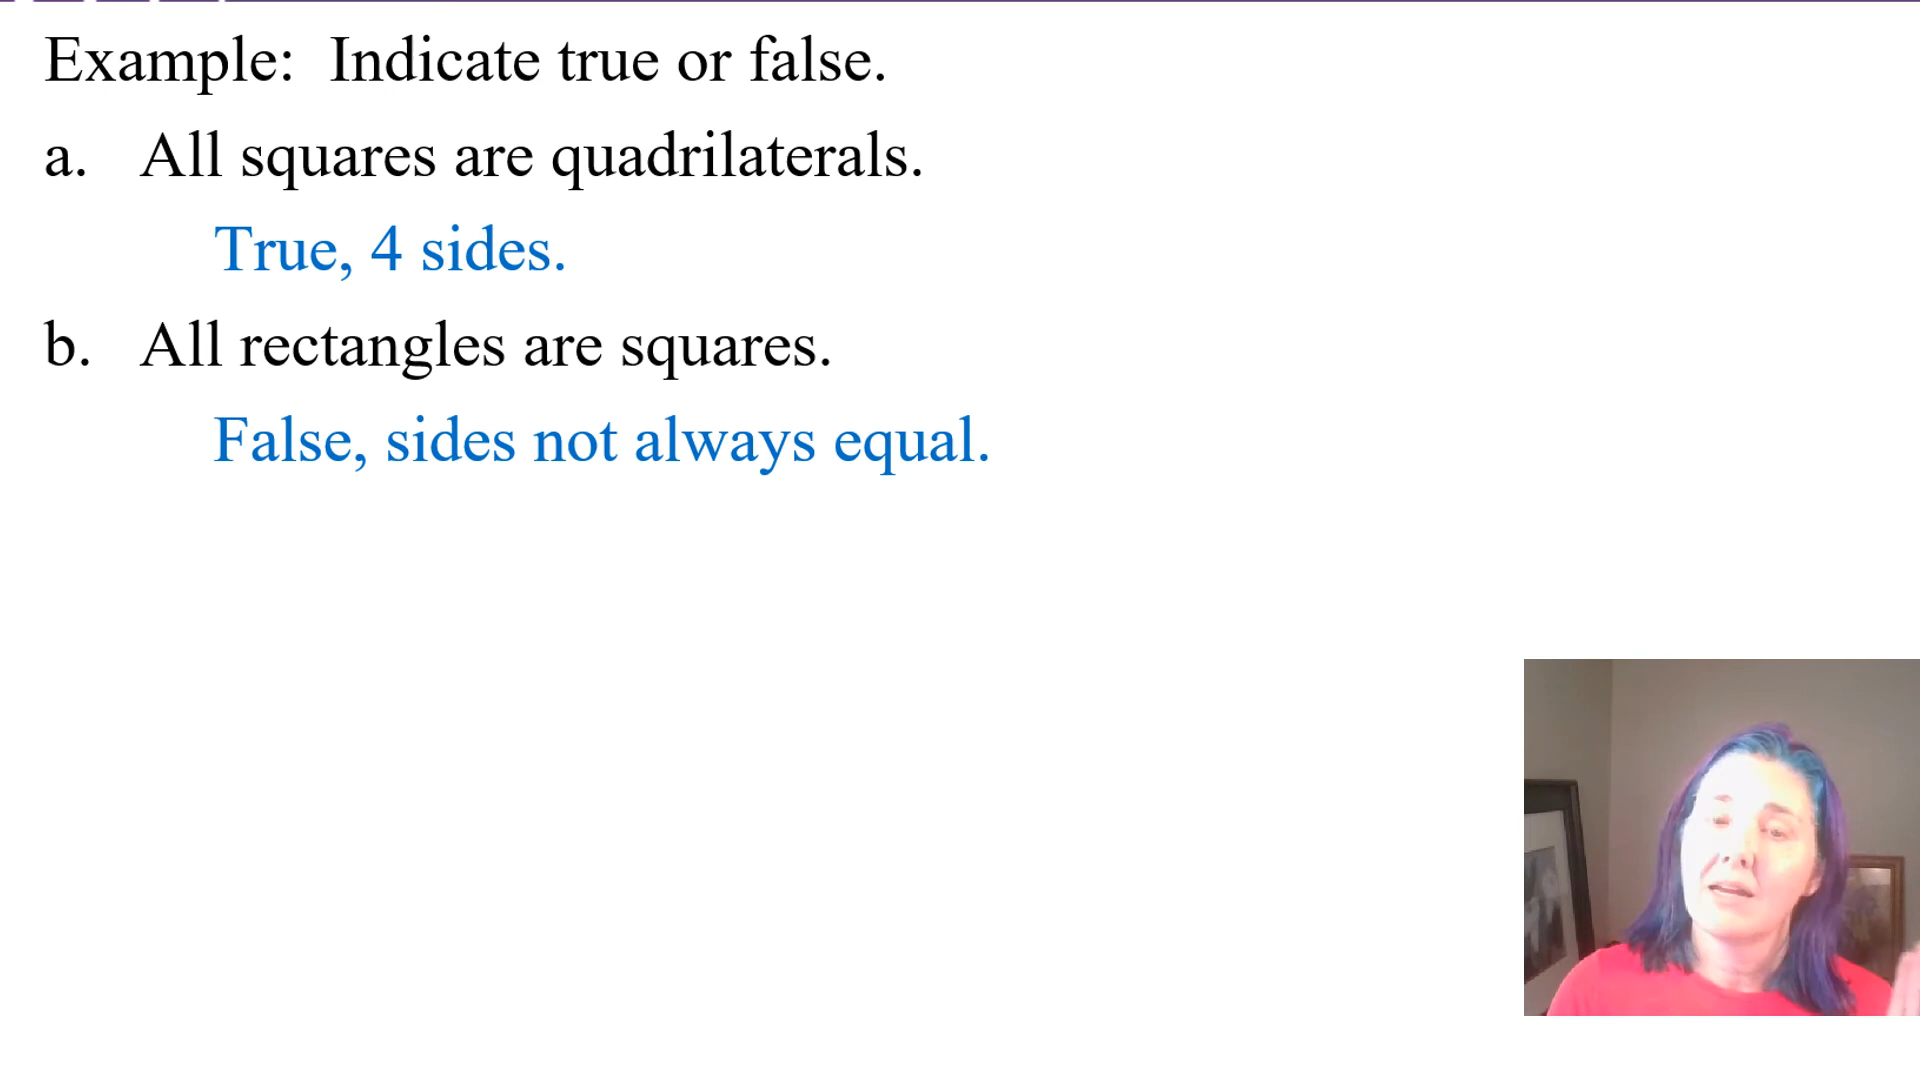 Example: Indicate true or false.
a. All squares are quadrilaterals.
True, 4 sides.
b. All rectangles are squares.
False, sides not always equal.